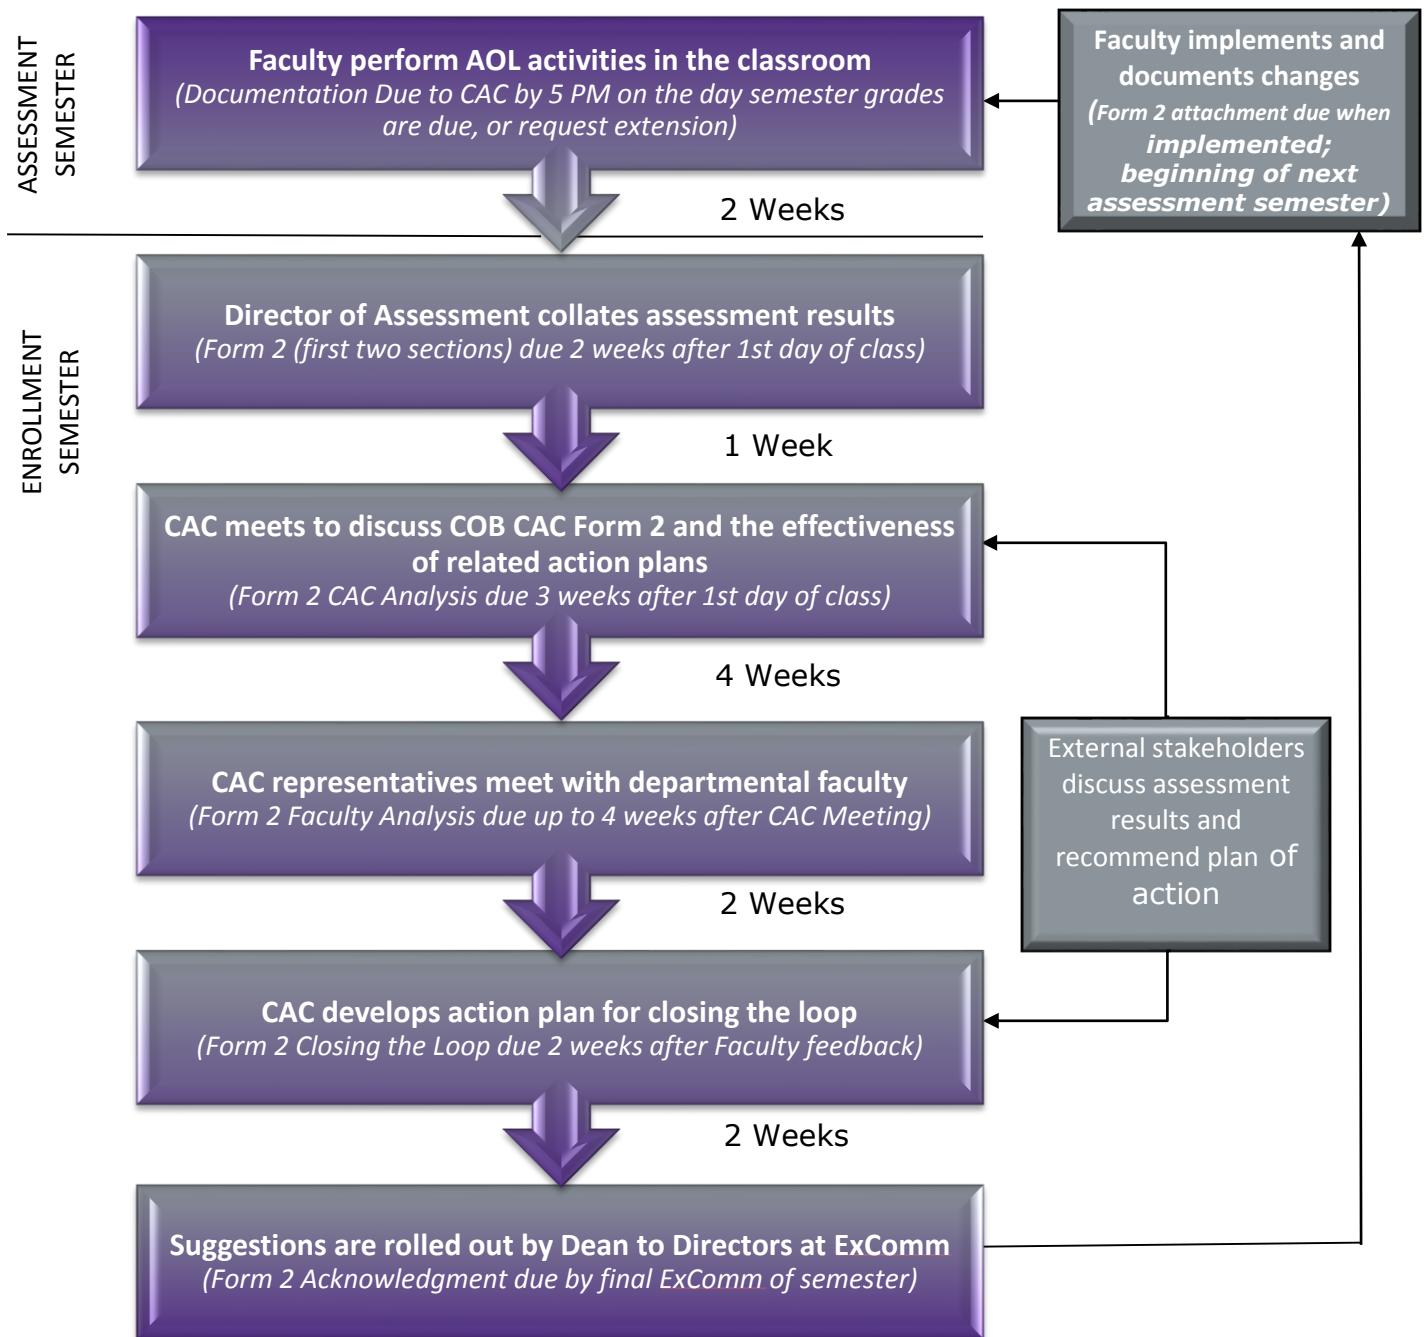 ASSESSMENT
SEMESTER
Faculty perform AOL activities in the classroom
(Documentation Due to CAC by 5 PM on the day semester grades
are due, or request extension)
Faculty implements and
documents changes
(Form 2 attachment due when
implemented;
beginning of next
assessment semester)
2 Weeks
ENROLLMENT
SEMESTER
Director of Assessment collates assessment results
(Form 2 (first two sections) due 2 weeks after 1st day of class)
1 Week
CAC meets to discuss COB CAC Form 2 and the effectiveness
of related action plans
(Form 2 CAC Analysis due 3 weeks after 1st day of class)
4 Weeks
CAC representatives meet with departmental faculty
(Form 2 Faculty Analysis due up to 4 weeks after CAC Meeting)
External stakeholders
discuss assessment
results and
recommend plan of
action
2 Weeks
CAC develops action plan for closing the loop
(Form 2 Closing the Loop due 2 weeks after Faculty feedback)
2 Weeks
Suggestions are rolled out by Dean to Directors at ExComm
(Form 2 Acknowledgment due by final ExComm of semester)